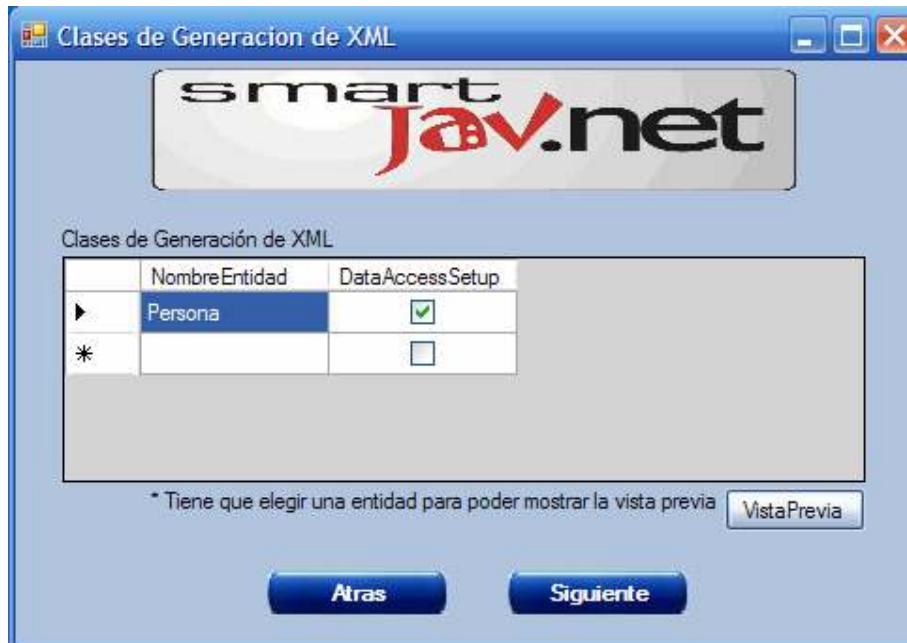 Clases de Generacion de XML
smart
jav.net
Clases de Generación de XML
NombreEntidad DataAccessSetup
Persona
* Tiene que elegir una entidad para poder mostrar la vista previa VistaPrevia
Atras Siguiente